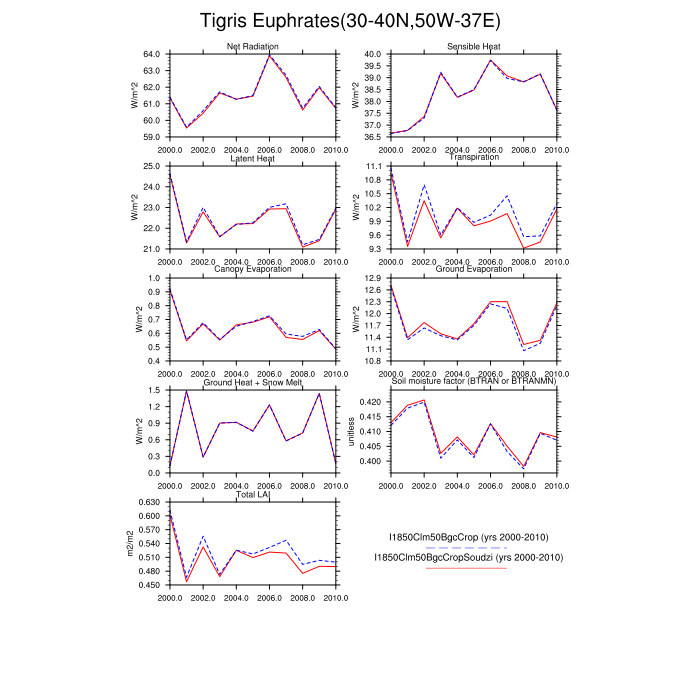 Tigris Euphrates(30-40N,50W-37E)
Net Radiation
W/m^2
64.0
63.0
62.0
61.0
60.0
59.0
2000.0 2002.0 2004.0 2006.0 2008.0 2010.0
Sensible Heat
W/m^2
40.0
39.5
39.0
38.5
38.0
37.5
37.0
36.5
2000.0 2002.0 2004.0 2006.0 2008.0 2010.0
Latent Heat
W/m^2
25.0
24.0
23.0
22.0
21.0
2000.0 2002.0 2004.0 2006.0 2008.0 2010.0
Transpiration
W/m^2
11.1
10.8
10.5
10.2
9.9
9.6
9.3
2000.0 2002.0 2004.0 2006.0 2008.0 2010.0
Canopy Evaporation
W/m^2
1.0
0.9
0.8
0.7
0.6
0.5
0.4
2000.0 2002.0 2004.0 2006.0 2008.0 2010.0
Ground Evaporation
W/m^2
12.9
12.6
12.3
12.0
11.7
11.4
11.1
10.8
2000.0 2002.0 2004.0 2006.0 2008.0 2010.0
Ground Heat + Snow Melt
W/m^2
1.5
1.2
0.9
0.6
0.3
0.0
2000.0 2002.0 2004.0 2006.0 2008.0 2010.0
Soil moisture factor (BTRAN or BTRANMN)
unitless
0.420
0.415
0.410
0.405
0.400
2000.0 2002.0 2004.0 2006.0 2008.0 2010.0
Total LAI
m2/m2
0.630
0.600
0.570
0.540
0.510
0.480
0.450
2000.0 2002.0 2004.0 2006.0 2008.0 2010.0
I1850Clm50BgcCrop (yrs 2000-2010)
I1850Clm50BgcCropSoudzi (yrs 2000-2010)